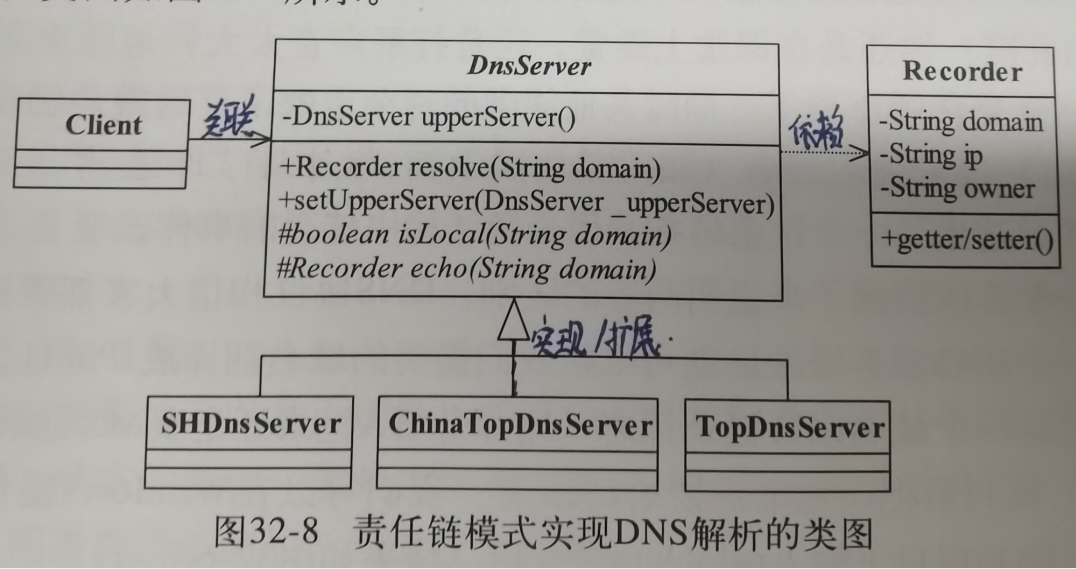 Client
关联
DnsServer
-DnsServer upperServer()
+Recorder resolve(String domain)
+setUpperServer(DnsServer _upperServer)
#boolean isLocal(String domain)
#Recorder echo(String domain)
依赖
Recorder
-String domain
-String ip
-String owner
+getter/setter()
实现/扩展.
SHDnsServer
ChinaTopDnsServer
TopDnsServer
图32-8 责任链模式实现DNS解析的类图